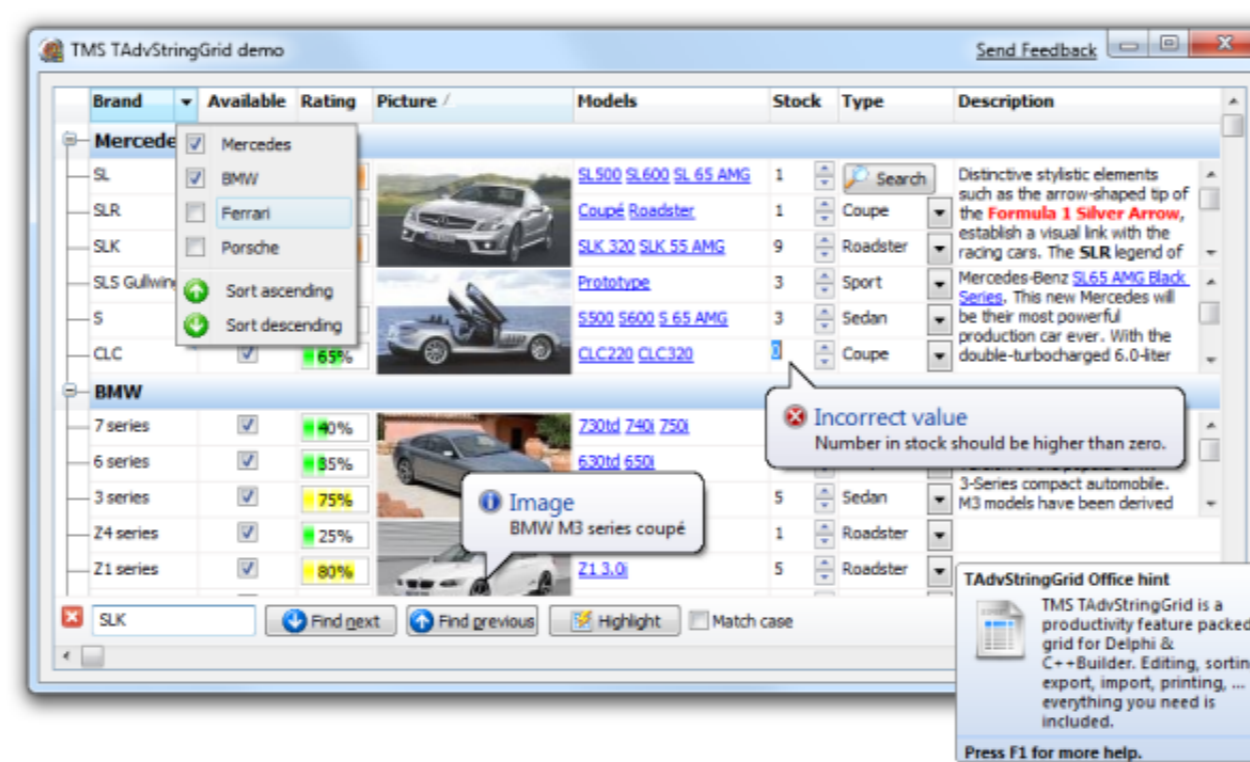 TMS TAdvStringGrid demo
Send Feedback
Brand Available Rating Picture Models Stock Type Description
Mercede
Mercedes
BMW
Ferrari
Porsche
Sort ascending
Sort descending
SL SL500 SL600 SL 65 AMG 1 Search
SLR Coupé Roadster 1 Coupe
SLK SLK 320 SLK 55 AMG 9 Roadster
Distinctive stylistic elements
such as the arrow-shaped tip of
the Formula 1 Silver Arrow,
establish a visual link with the
racing cars. The SLR legend of
SLS Gullwing Prototype 3 Sport
S S500 S600 S 65 AMG 3 Sedan
CLC 65% CLC220 CLC320 0 Coupe
Mercedes-Benz SL65 AMG Black
Series. This new Mercedes will
be their most powerful
production car ever. With the
double-turbocharged 6.0-liter
BMW
Incorrect value
Number in stock should be higher than zero.
7 series 40% 730td 740i 750i
6 series 85% 630td 650i
3 series 75% 5 Sedan
3-Series compact automobile.
M3 models have been derived
Image
BMW M3 series coupé
Z4 series 25% 1 Roadster
Z1 series 80% Z1 3.0i 5 Roadster
SLK Find next Find previous Highlight Match case
TAdvStringGrid Office hint
TMS TAdvStringGrid is a
productivity feature packed
grid for Delphi &
C++Builder. Editing, sortin
export, import, printing, ...
everything you need is
included.
Press F1 for more help.